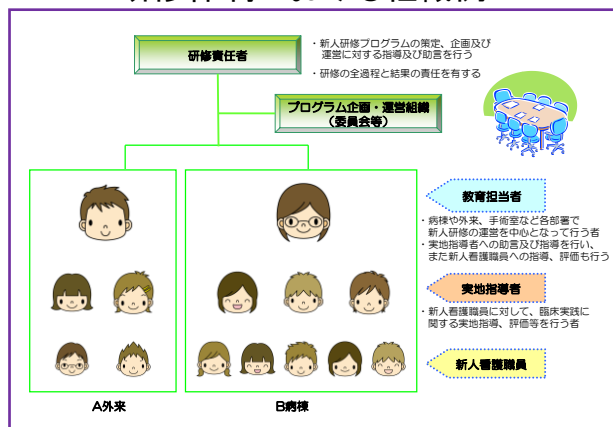 研修責任者
・新人研修プログラムの策定、企画及び
運営に対する指導及び助言を行う
・研修の全過程と結果の責任を有する
プログラム企画・運営組織
（委員会等）
教育担当者
・病棟や外来、手術室など各部署で
新人研修の運営を中心となって行う者
・実地指導者への助言及び指導を行い、
また新人看護職員への指導、評価も行う
実地指導者
・新人看護職員に対して、臨床実践に
関する実地指導、評価等を行う者
新人看護職員
A外来
B病棟